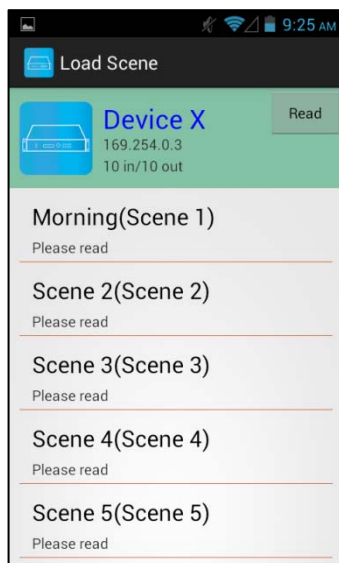 9:25 AM
Load Scene
Device X
Read
169.254.0.3
10 in/10 out
Morning(Scene 1)
Please read
Scene 2(Scene 2)
Please read
Scene 3(Scene 3)
Please read
Scene 4(Scene 4)
Please read
Scene 5(Scene 5)
Please read